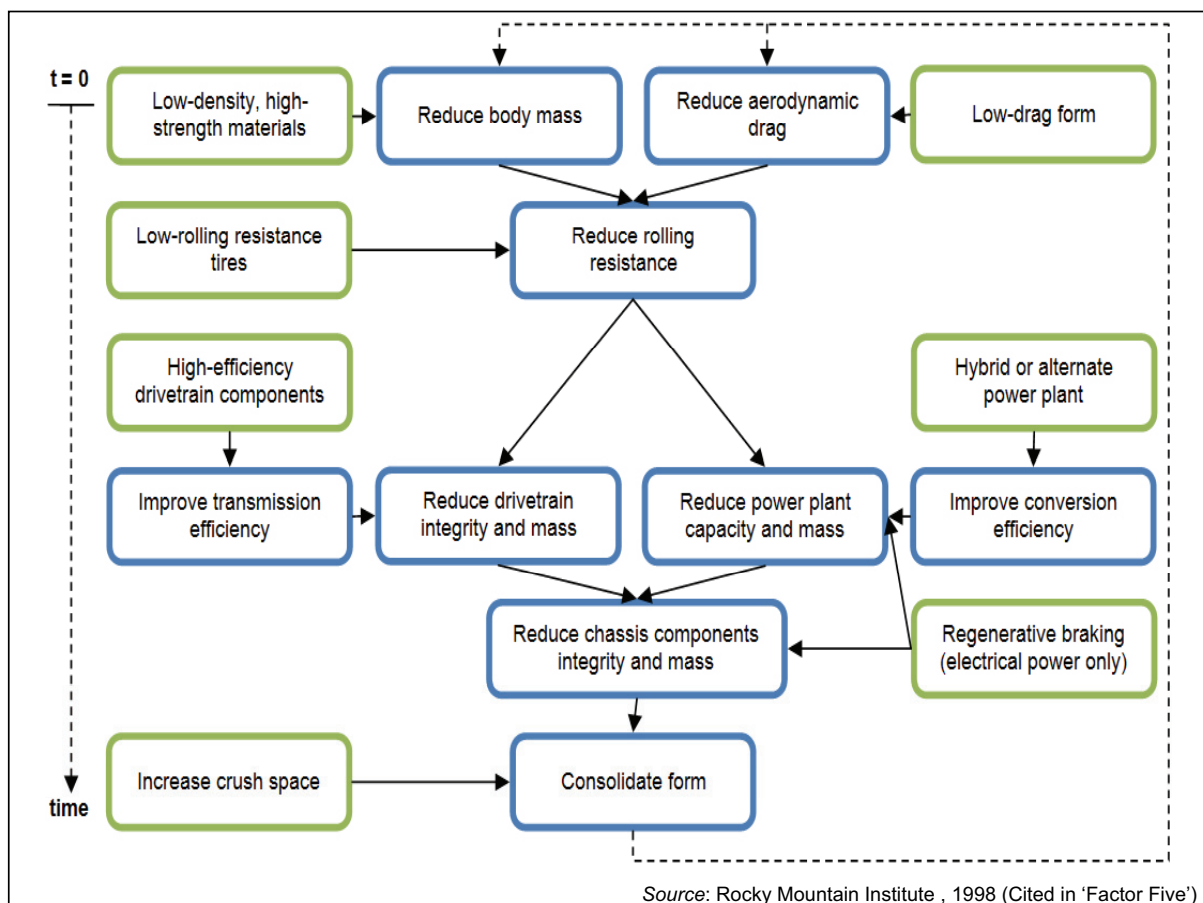 t = 0
Low-density, high-
strength materials
Reduce body mass
Reduce aerodynamic
drag
Low-drag form
Low-rolling resistance
tires
Reduce rolling
resistance
High-efficiency
drivetrain components
Hybrid or alternate
power plant
Improve transmission
efficiency
Reduce drivetrain
integrity and mass
Reduce power plant
capacity and mass
Improve conversion
efficiency
Reduce chassis components
integrity and mass
Regenerative braking
(electrical power only)
Increase crush space
Consolidate form
time
Source: Rocky Mountain Institute , 1998 (Cited in ‘Factor Five’)